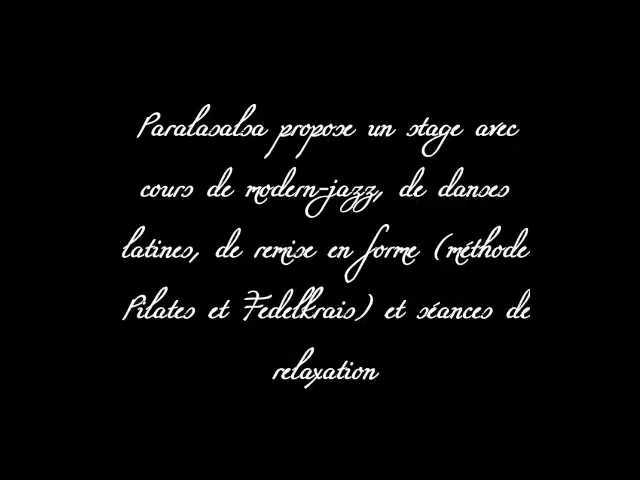 Paralasalsa propose un stage avec
cours de modern-jazz, de danses
latines, de remise en forme (méthode
Pilates et Fedelkrais) et séances de
relaxation